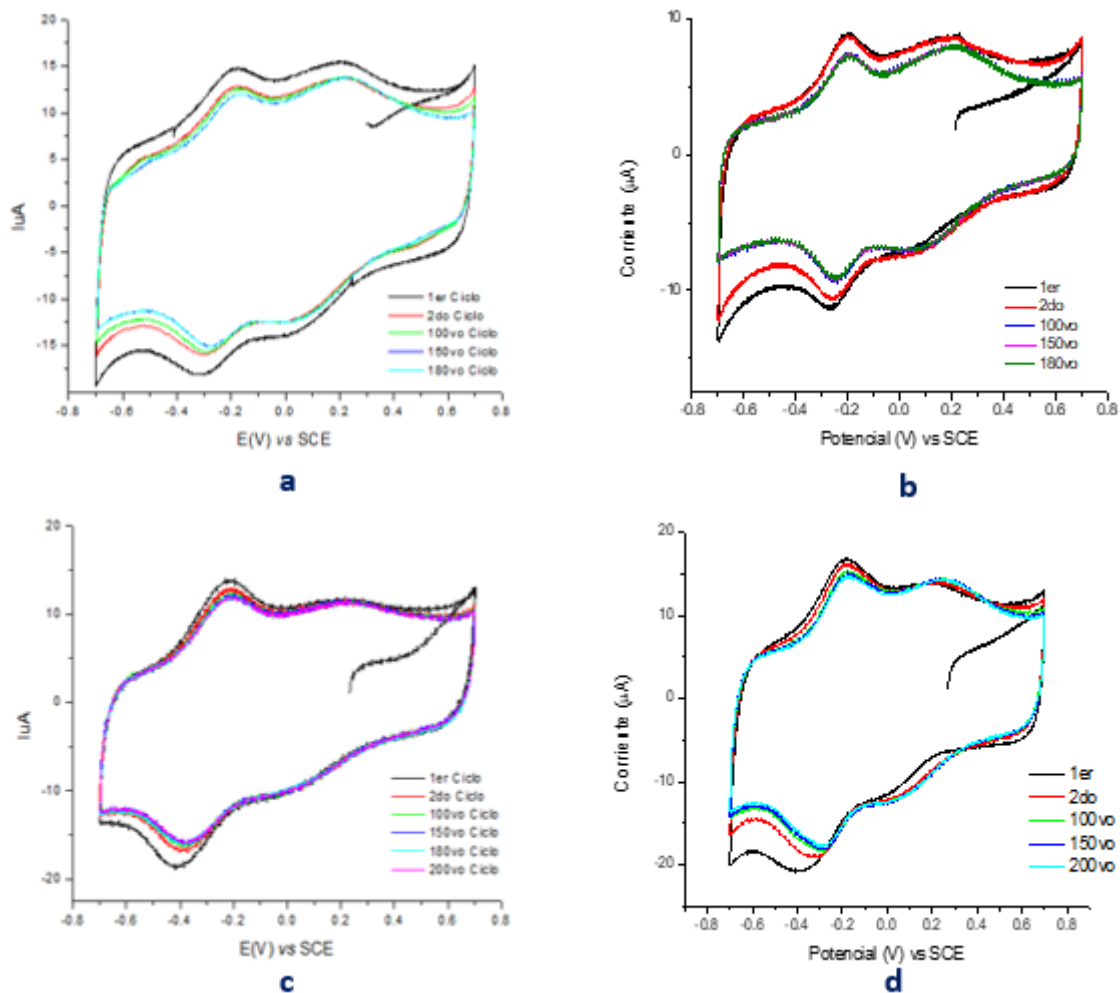 20
15
10
5
0
-5
-10
-15
IuA
-0.8 -0.6 -0.4 -0.2 0.0 0.2 0.4 0.6 0.8
E(V) vs SCE
1er Ciclo
2do Ciclo
100vo Ciclo
150vo Ciclo
180vo Ciclo
a
10
0
-10
Corriente (µA)
-0.8 -0.6 -0.4 -0.2 0.0 0.2 0.4 0.6 0.8
Potencial (V) vs SCE
1er
2do
100vo
150vo
180vo
b
20
10
0
-10
-20
IuA
-0.8 -0.6 -0.4 -0.2 0.0 0.2 0.4 0.6 0.8
E(V) vs SCE
1er Ciclo
2do Ciclo
100vo Ciclo
150vo Ciclo
180vo Ciclo
200vo Ciclo
c
20
10
0
-10
-20
Corriente (µA)
-0.8 -0.6 -0.4 -0.2 0.0 0.2 0.4 0.6 0.8
Potencial (V) vs SCE
1er
2do
100vo
150vo
200vo
d